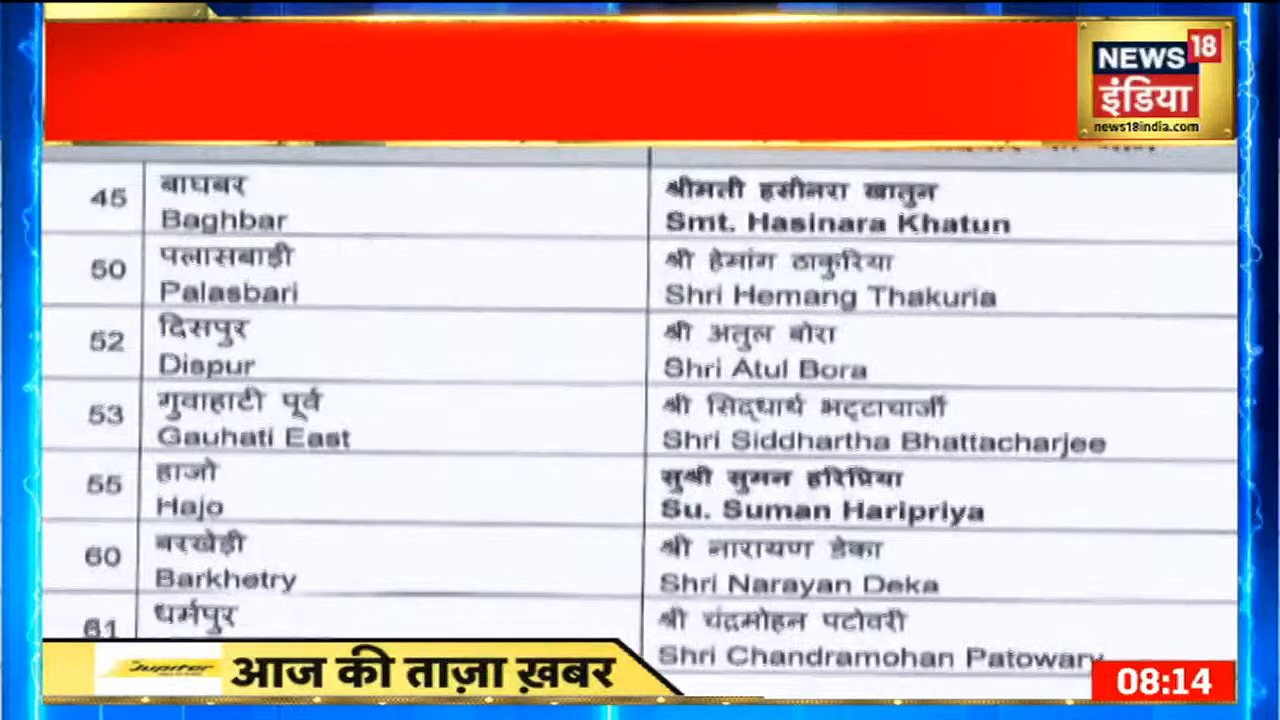 NEWS 18
इंडिया
news18india.com
45
बाघबर
Baghbar
श्रीमती हसीनरा खातुन
Smt. Hasinara Khatun
50
पलासबाड़ी
Palasbari
श्री हेमांग ठाकुरिया
Shri Hemang Thakuria
52
दिसपुर
Dispur
श्री अतुल बोरा
Shri Atul Bora
53
गुवाहाटी पूर्व
Gauhati East
श्री सिद्धार्थ भट्टाचार्जी
Shri Siddhartha Bhattacharjee
55
हाजो
Hajo
सुश्री सुमन हरिप्रिया
Su. Suman Haripriya
60
बरखेड़ी
Barkhetry
श्री नारायण डेका
Shri Narayan Deka
61
धर्मपुर
श्री चंद्रमोहन पटोवरी
Shri Chandramohan Patowary
Jupiter
आज की ताज़ा ख़बर
08:14